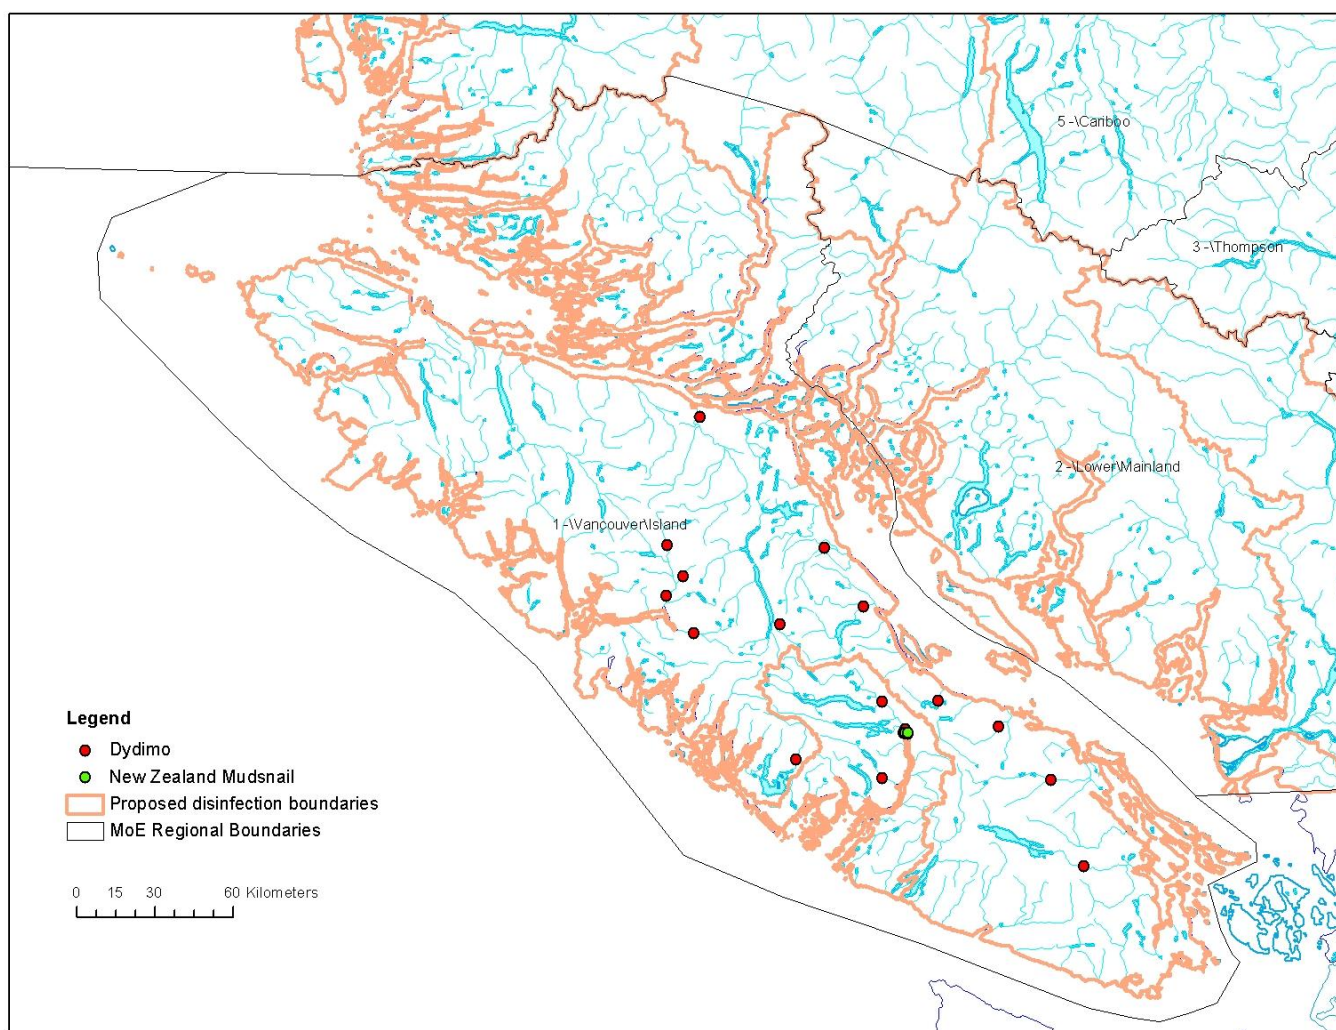 5 -\Cariboo
3 -\Thompson
2 -\Lower\Mainland
1 -\Vancouver\Island
Legend
Dydimo
New Zealand Mudsnail
Proposed disinfection boundaries
MoE Regional Boundaries
0 15 30 60 Kilometers